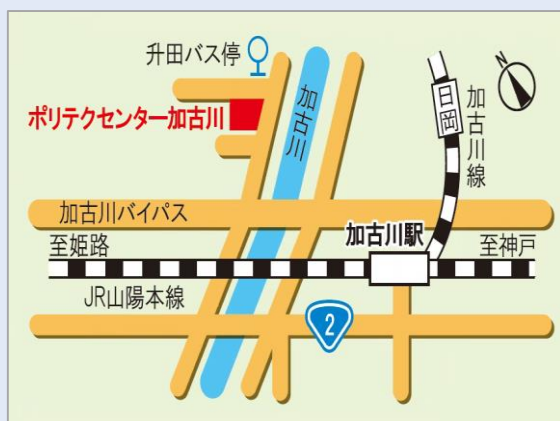 升田バス停
N
ポリテクセンター加古川
加古川
日岡
加古川線
加古川バイパス
至姫路
加古川駅
至神戸
JR山陽本線
2